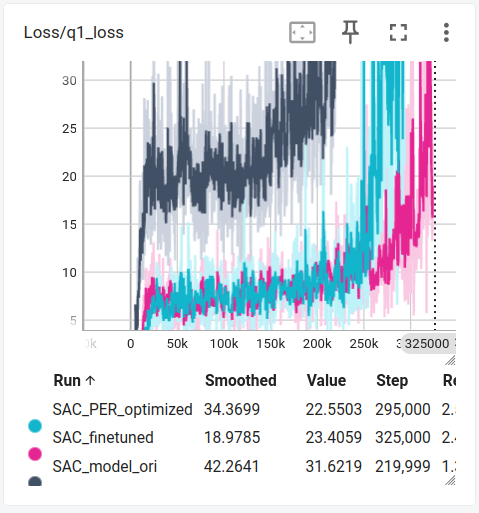 Loss/q1_loss
30
25
20
15
10
5
0k 0 50k 100k 150k 200k 250k 3 325000
Run ↑ Smoothed Value Step Re
SAC_PER_optimized 34.3699 22.5503 295,000 2.
SAC_finetuned 18.9785 23.4059 325,000 2.
SAC_model_ori 42.2641 31.6219 219,999 1.